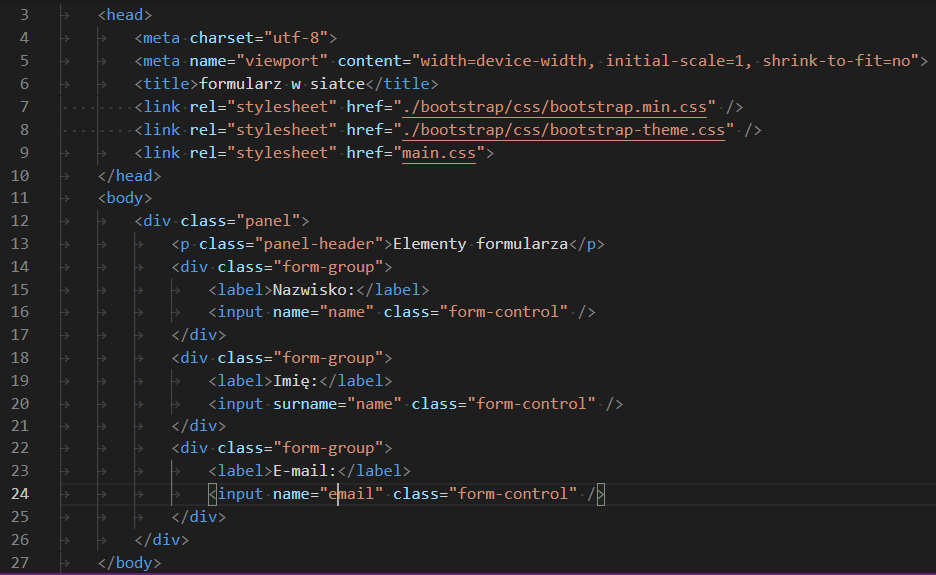 3 <head>
4 <meta charset="utf-8">
5 <meta name="viewport" content="width=device-width, initial-scale=1, shrink-to-fit=no">
6 <title>formularz w siatce</title>
7 <link rel="stylesheet" href="./bootstrap/css/bootstrap.min.css" />
8 <link rel="stylesheet" href="./bootstrap/css/bootstrap-theme.css" />
9 <link rel="stylesheet" href="main.css">
10 </head>
11 <body>
12 <div class="panel">
13 <p class="panel-header">Elementy formularza</p>
14 <div class="form-group">
15 <label>Nazwisko:</label>
16 <input name="name" class="form-control" />
17 </div>
18 <div class="form-group">
19 <label>Imię:</label>
20 <input surname="name" class="form-control" />
21 </div>
22 <div class="form-group">
23 <label>E-mail:</label>
24 <input name="email" class="form-control" />
25 </div>
26 </div>
27 </body>